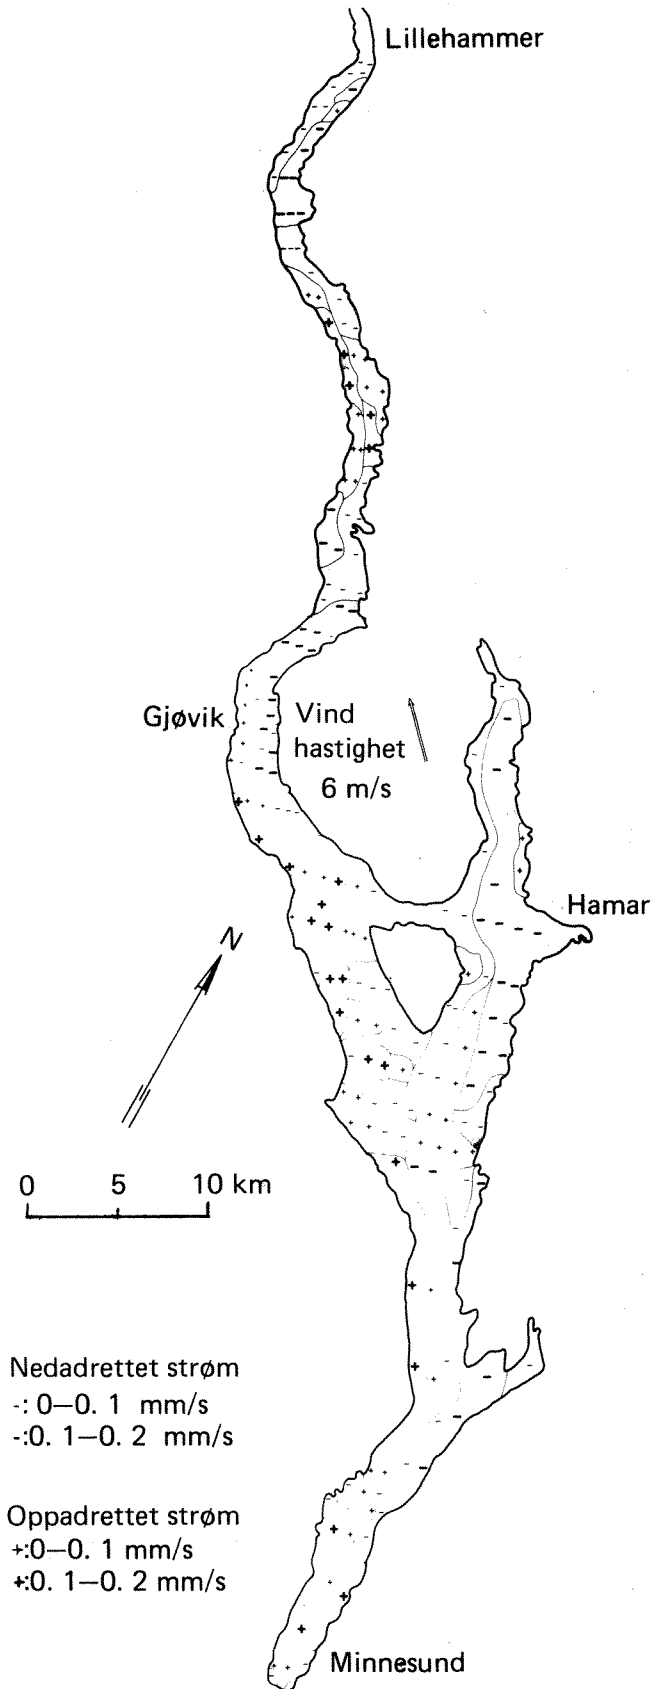 Lillehammer
Gjøvik
Vind
hastighet
6 m/s
Hamar
N
0 5 10 km
Nedadrettet strøm
-: 0–0. 1 mm/s
-:0. 1–0. 2 mm/s
Oppadrettet strøm
+:0–0. 1 mm/s
+:0. 1–0. 2 mm/s
Minnesund